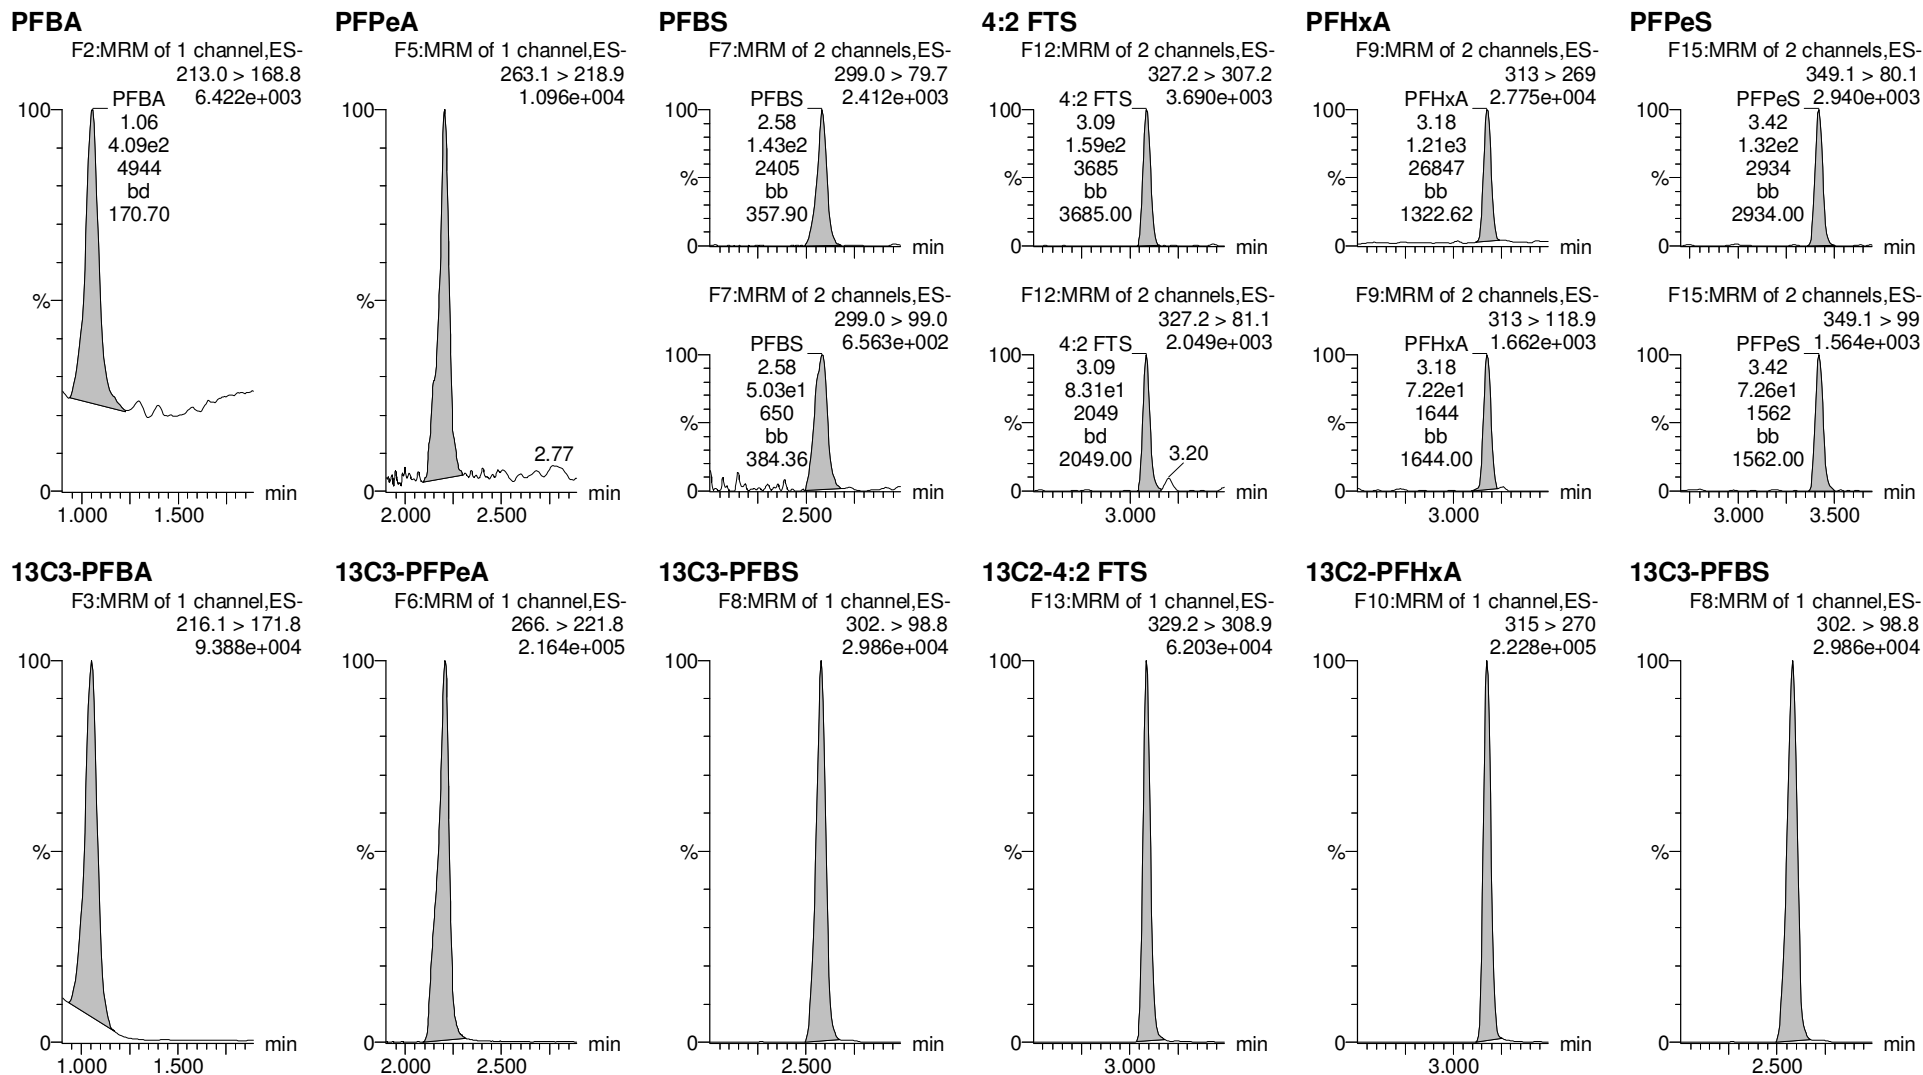 PFBA
F2:MRM of 1 channel,ES-
213.0 > 168.8
6.422e+003
PFBA
1.06
4.09e2
4944
bd
170.70
100
%
0
min
1.000 1.500
PFPeA
F5:MRM of 1 channel,ES-
263.1 > 218.9
1.096e+004
100
%
0
2.77
min
2.000 2.500
PFBS
F7:MRM of 2 channels,ES-
299.0 > 79.7
2.412e+003
PFBS
2.58
1.43e2
2405
bb
357.90
100
%
0
min
F7:MRM of 2 channels,ES-
299.0 > 99.0
6.563e+002
PFBS
2.58
5.03e1
650
bb
384.36
100
%
0
min
2.500
4:2 FTS
F12:MRM of 2 channels,ES-
327.2 > 307.2
3.690e+003
4:2 FTS
3.09
1.59e2
3685
bb
3685.00
100
%
0
min
F12:MRM of 2 channels,ES-
327.2 > 81.1
2.049e+003
4:2 FTS
3.09
8.31e1
2049
bd
2049.00
3.20
100
%
0
min
3.000
PFHxA
F9:MRM of 2 channels,ES-
313 > 269
2.775e+004
PFHxA
3.18
1.21e3
26847
bb
1322.62
100
%
0
min
F9:MRM of 2 channels,ES-
313 > 118.9
1.662e+003
PFHxA
3.18
7.22e1
1644
bb
1644.00
100
%
0
min
3.000
PFPeS
F15:MRM of 2 channels,ES-
349.1 > 80.1
2.940e+003
PFPeS
3.42
1.32e2
2934
bb
2934.00
100
%
0
min
F15:MRM of 2 channels,ES-
349.1 > 99
1.564e+003
PFPeS
3.42
7.26e1
1562
bb
1562.00
100
%
0
min
3.000 3.500
13C3-PFBA
F3:MRM of 1 channel,ES-
216.1 > 171.8
9.388e+004
100
%
0
min
1.000 1.500
13C3-PFPeA
F6:MRM of 1 channel,ES-
266. > 221.8
2.164e+005
100
%
0
min
2.000 2.500
13C3-PFBS
F8:MRM of 1 channel,ES-
302. > 98.8
2.986e+004
100
%
0
min
2.500
13C2-4:2 FTS
F13:MRM of 1 channel,ES-
329.2 > 308.9
6.203e+004
100
%
0
min
3.000
13C2-PFHxA
F10:MRM of 1 channel,ES-
315 > 270
2.228e+005
100
%
0
min
3.000
13C3-PFBS
F8:MRM of 1 channel,ES-
302. > 98.8
2.986e+004
100
%
0
min
2.500